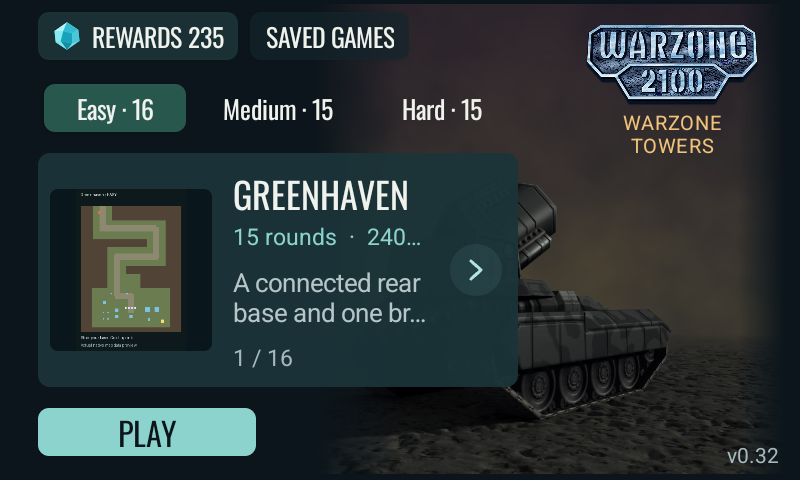 REWARDS 235
SAVED GAMES
WARZONE
2100
WARZONE
TOWERS
Easy · 16
Medium · 15
Hard · 15
GREENHAVEN
15 rounds · 240...
A connected rear
base and one br...
1 / 16
PLAY
v0.32